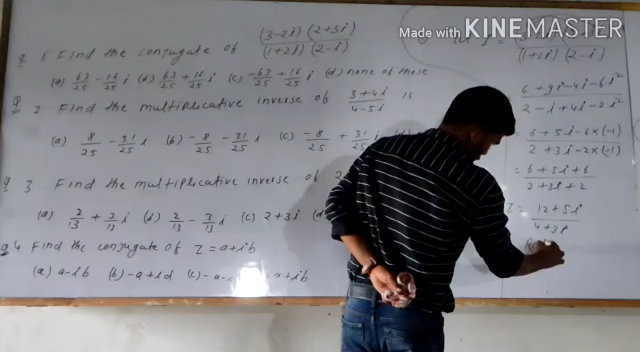 Made with KINEMASTER
Q 1 Find the conjugate of (3-2i) (2+3i) / (1+2i) (2-i)
(a) 63/25 - 16/25 i (b) 63/25 + 16/25 i (c) -63/25 + 16/25 i (d) none of these
Q 2 Find the multiplicative inverse of 3+4i / 4-5i is
(a) 8/25 - 31/25 i (b) -8/25 - 31/25 i (c) -8/25 + 31/25 i
Q 3 Find the multiplicative inverse of 2
(a) 2/13 + 3/13 i (b) 2/13 - 3/13 i (c) 2+3i (d
Q 4 Find the conjugate of Z = a+ib
(a) a-ib (b) -a+id (c) -a- a+ib
(1+2i) (2-i)
6+9i-4i-6i² / 2-i+4i-2i²
= 6+5i-6×(-1) / 2+3i-2×(-1)
= 6+5i+6 / 2+3i+2
Z = 12+5i / 4+3i